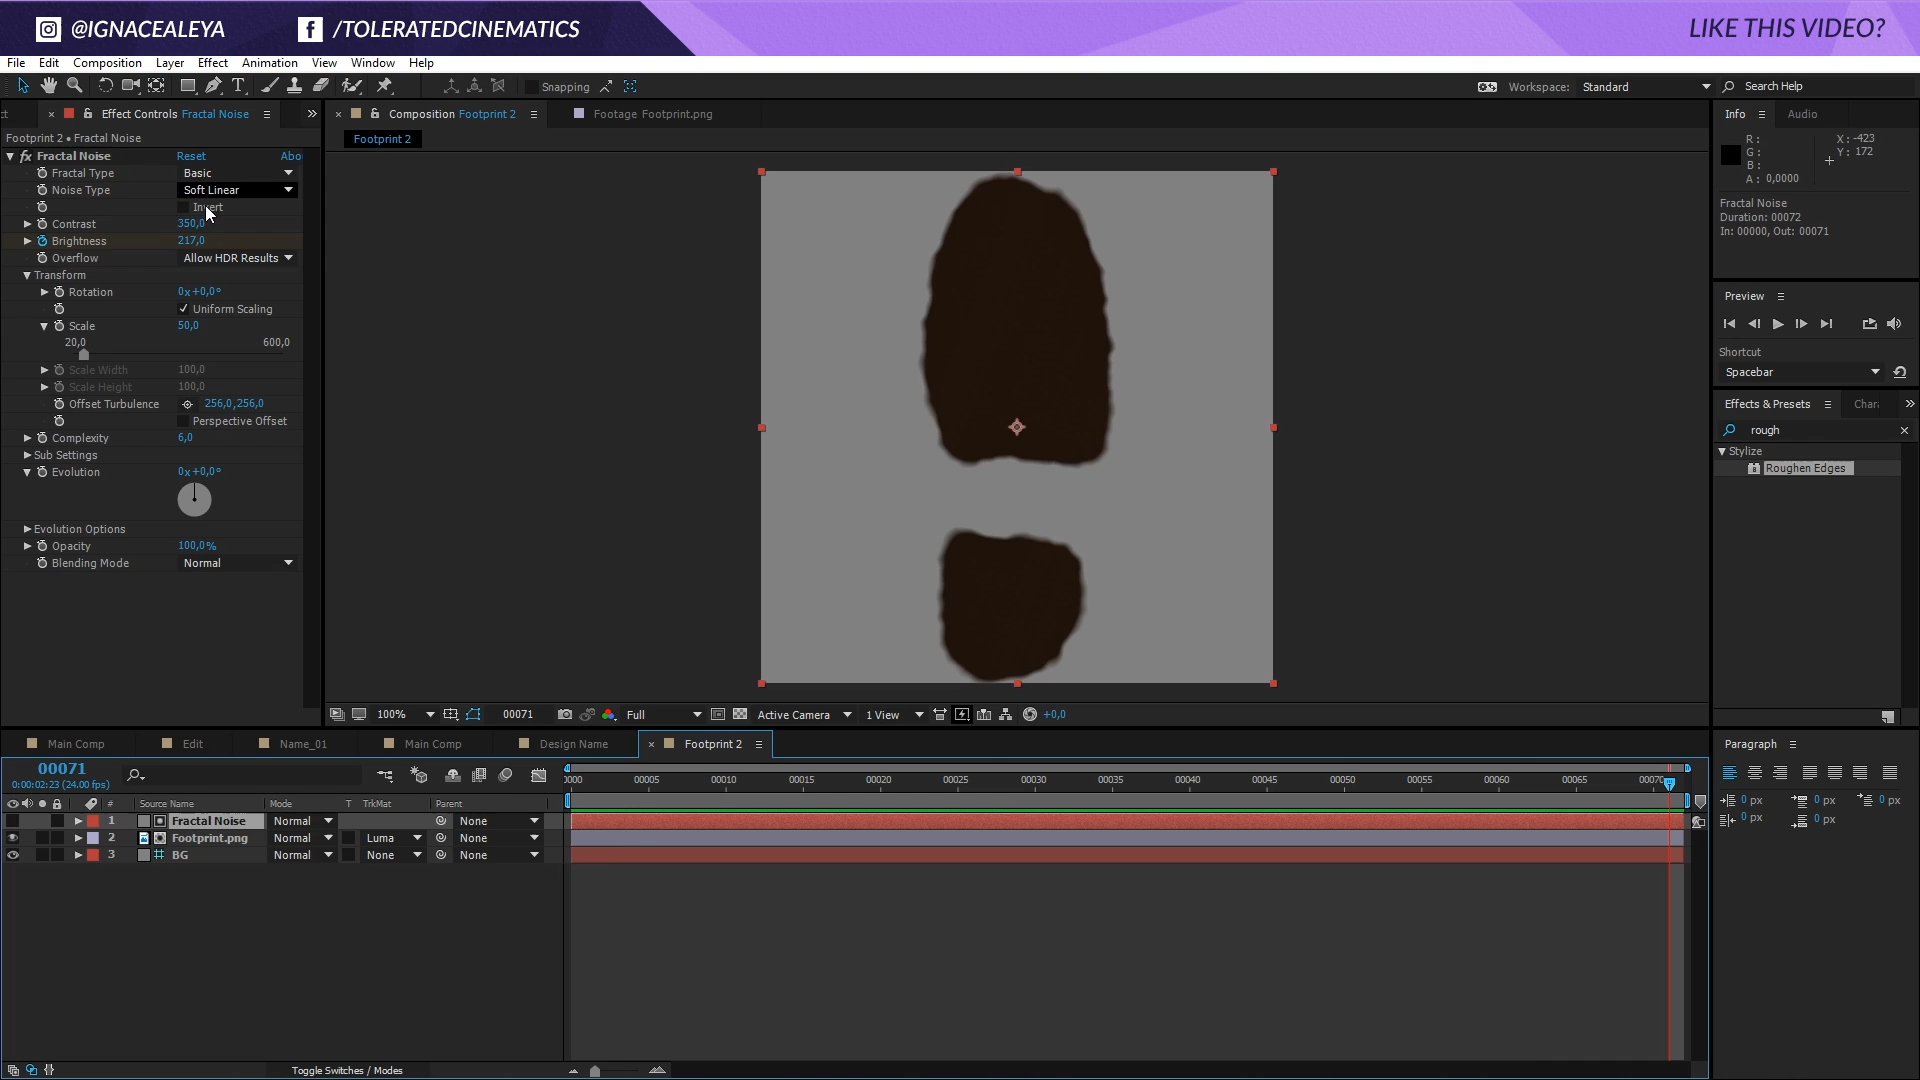 @IGNACEALEYA /TOLERATEDCINEMATICS LIKE THIS VIDEO?
File Edit Composition Layer Effect Animation View Window Help
T Snapping Workspace: Standard Search Help
Effect Controls Fractal Noise
Composition Footprint 2 Footage Footprint.png
Info Audio
Footprint 2 • Fractal Noise
Footprint 2
fx Fractal Noise Reset Abo
Fractal Type Basic
Noise Type Soft Linear
Invert
Contrast 350,0
Brightness 217,0
Overflow Allow HDR Results
Transform
Rotation 0x+0,0°
Uniform Scaling
Scale 50,0
20,0 600,0
Scale Width 100,0
Scale Height 100,0
Offset Turbulence 256,0,256,0
Perspective Offset
Complexity 6,0
Sub Settings
Evolution 0x+0,0°
Evolution Options
Opacity 100,0%
Blending Mode Normal
R: X: -423
G: Y: 172
B:
A: 0,0000
Fractal Noise
Duration: 00072
In: 00000, Out: 00071
Preview
Shortcut
Spacebar
Effects & Presets Chara
rough
Stylize
Roughen Edges
100% 00071 Full Active Camera 1 View +0,0
Main Comp Edit Name_01 Main Comp Design Name Footprint 2
00071
0:00:02:23 (24.00 fps)
0000 00005 00010 00015 00020 00025 00030 00035 00040 00045 00050 00055 00060 00065 00070
# Source Name Mode T TrkMat Parent
1 Fractal Noise Normal None
2 Footprint.png Normal Luma None
3 BG Normal None None
Toggle Switches / Modes
Paragraph
0 px 0 px 0 px
0 px 0 px